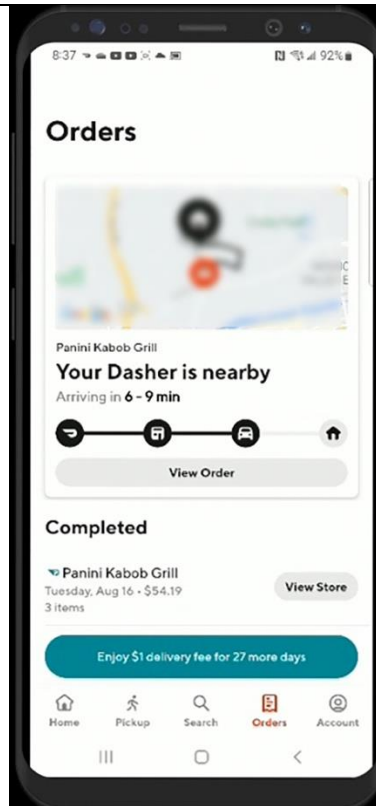 8:37
92%
Orders
Panini Kabob Grill
Your Dasher is nearby
Arriving in 6 - 9 min
View Order
Completed
Panini Kabob Grill
Tuesday, Aug 16 • $54.19
3 items
View Store
Enjoy $1 delivery fee for 27 more days
Home Pickup Search Orders Account